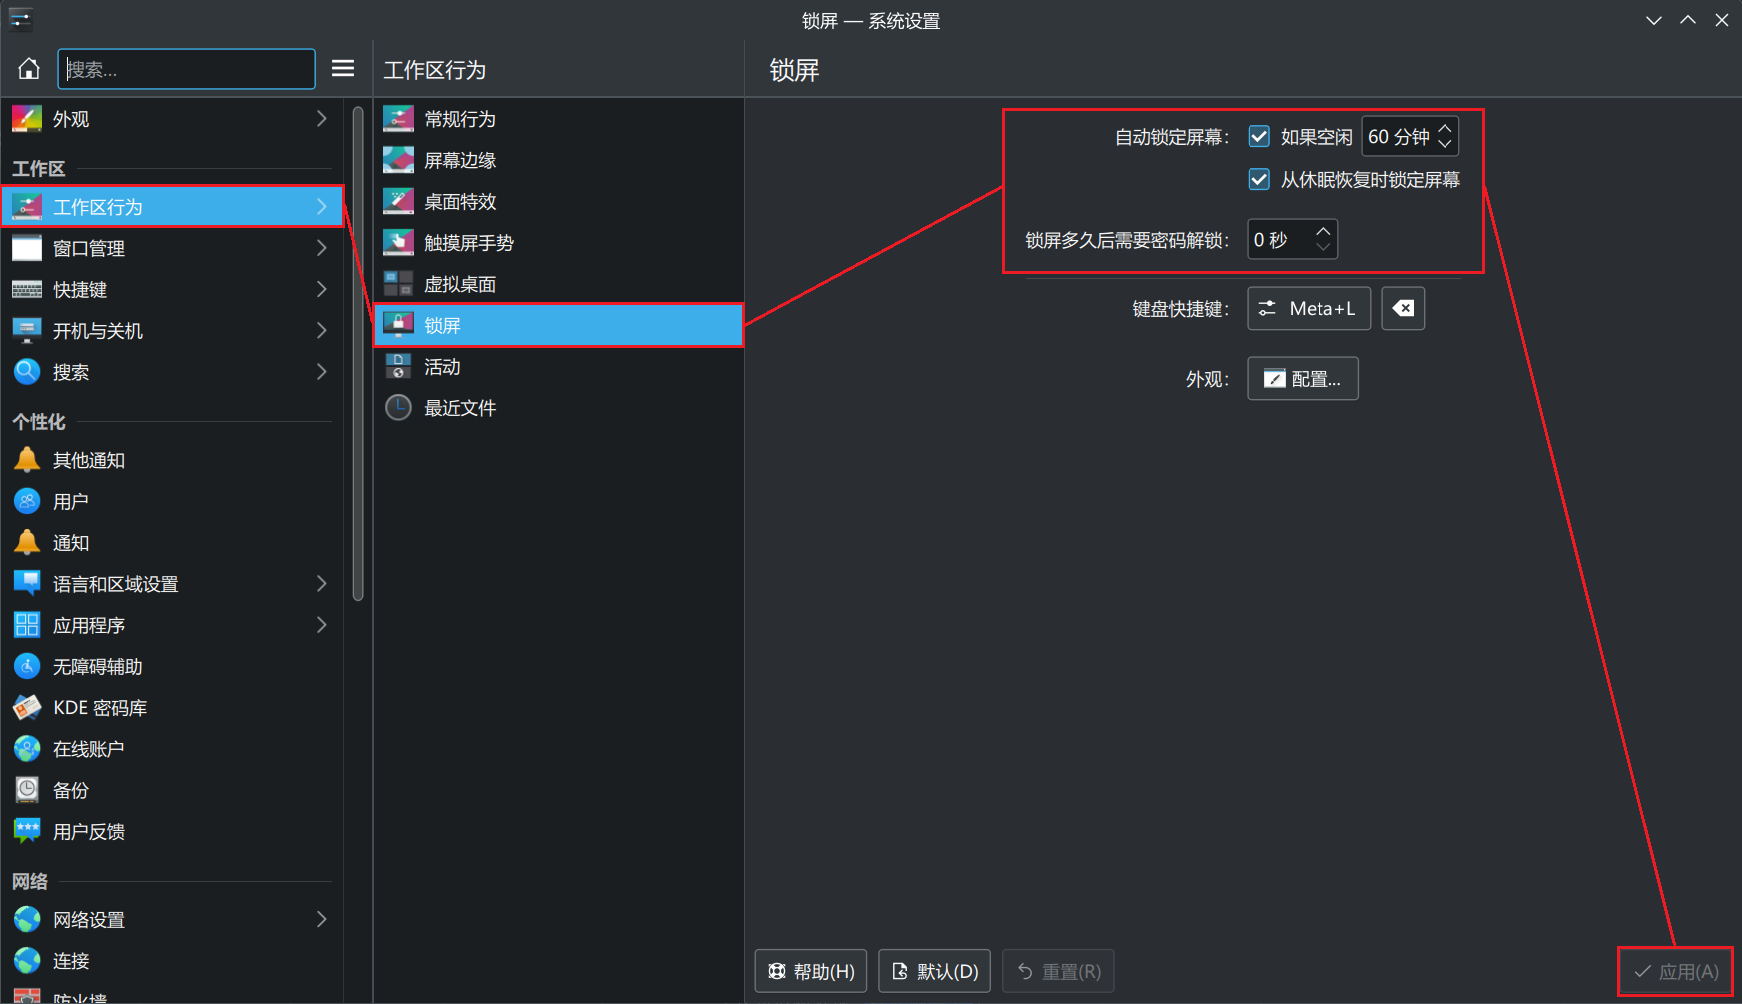 锁屏 — 系统设置
搜索...
工作区行为
锁屏
外观
工作区
工作区行为
窗口管理
快捷键
开机与关机
搜索
个性化
其他通知
用户
通知
语言和区域设置
应用程序
无障碍辅助
KDE 密码库
在线账户
备份
用户反馈
网络
网络设置
连接
防火墙
常规行为
屏幕边缘
桌面特效
触摸屏手势
虚拟桌面
锁屏
活动
最近文件
自动锁定屏幕： 如果空闲 60 分钟
从休眠恢复时锁定屏幕
锁屏多久后需要密码解锁： 0 秒
键盘快捷键： Meta+L
外观： 配置...
帮助(H) 默认(D) 重置(R) 应用(A)